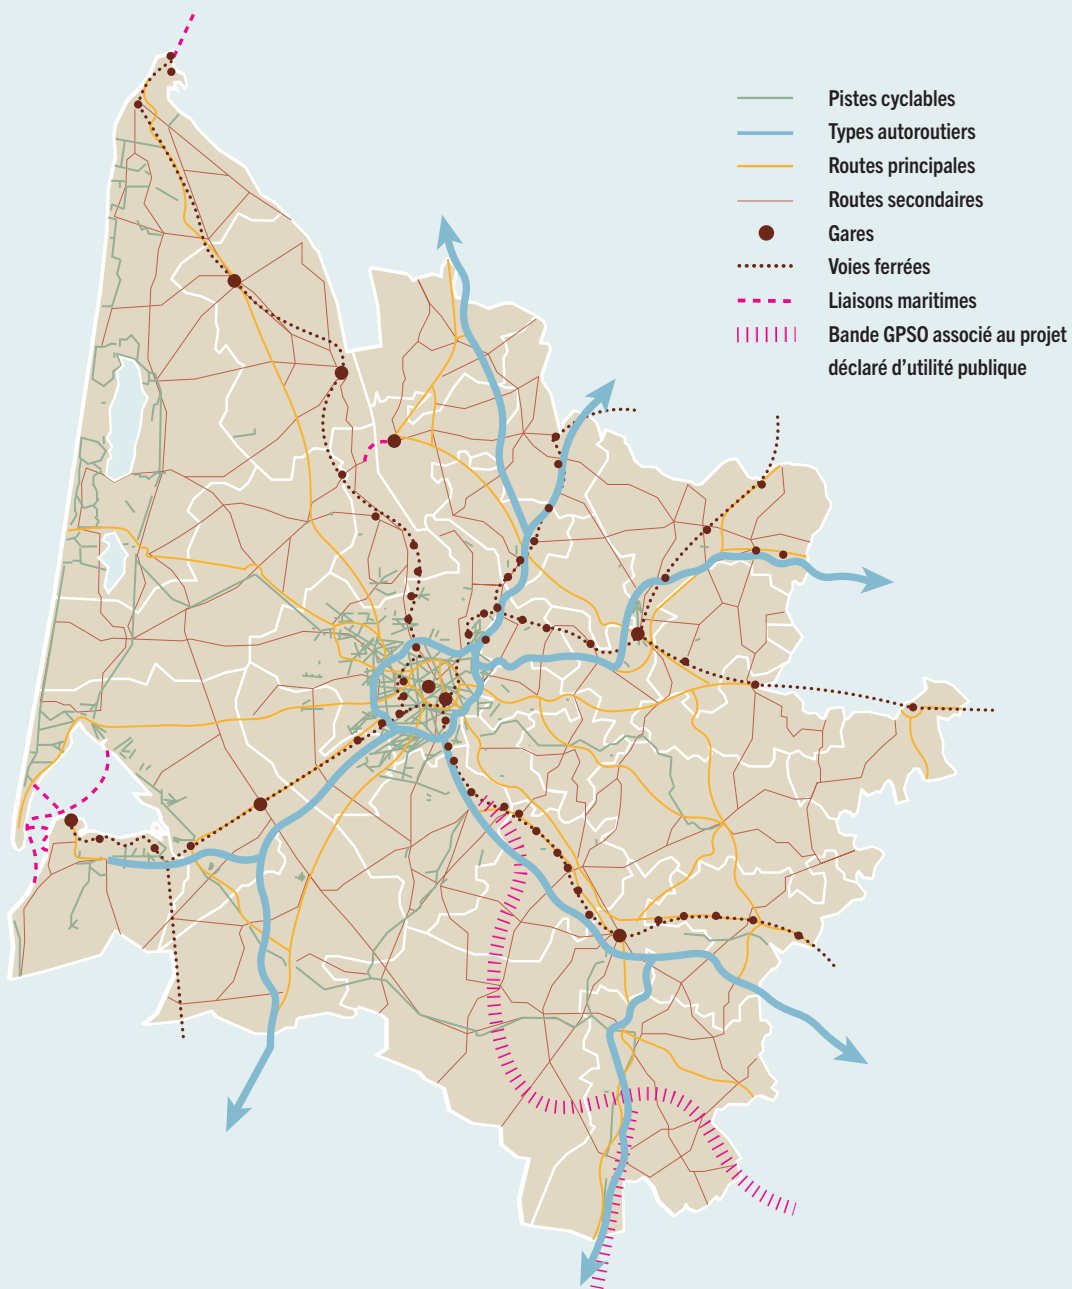 Pistes cyclables
Types autoroutiers
Routes principales
Routes secondaires
Gares
Voies ferrées
Liaisons maritimes
Bande GPSO associé au projet
déclaré d’utilité publique